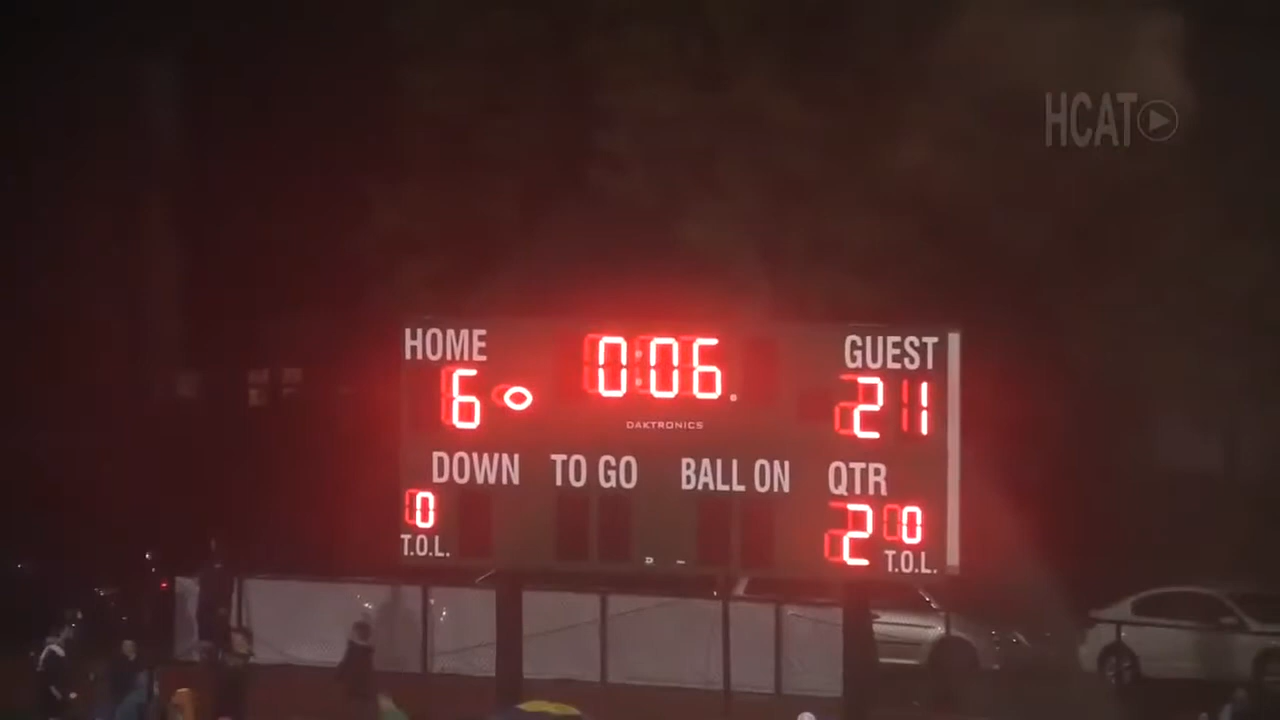 HCAT
HOME 0:06. GUEST
6 21
DAKTRONICS
DOWN TO GO BALL ON QTR
0 2 0
T.O.L. T.O.L.